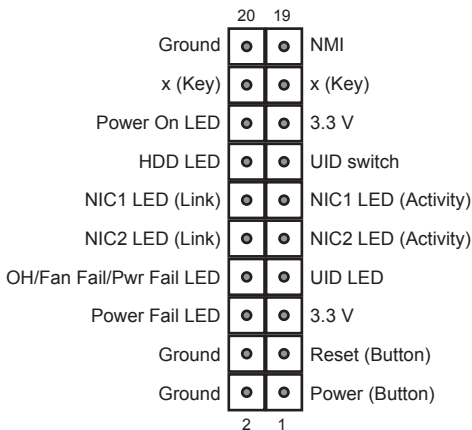 20 19
Ground NMI
x (Key) x (Key)
Power On LED 3.3 V
HDD LED UID switch
NIC1 LED (Link) NIC1 LED (Activity)
NIC2 LED (Link) NIC2 LED (Activity)
OH/Fan Fail/Pwr Fail LED UID LED
Power Fail LED 3.3 V
Ground Reset (Button)
Ground Power (Button)
2 1